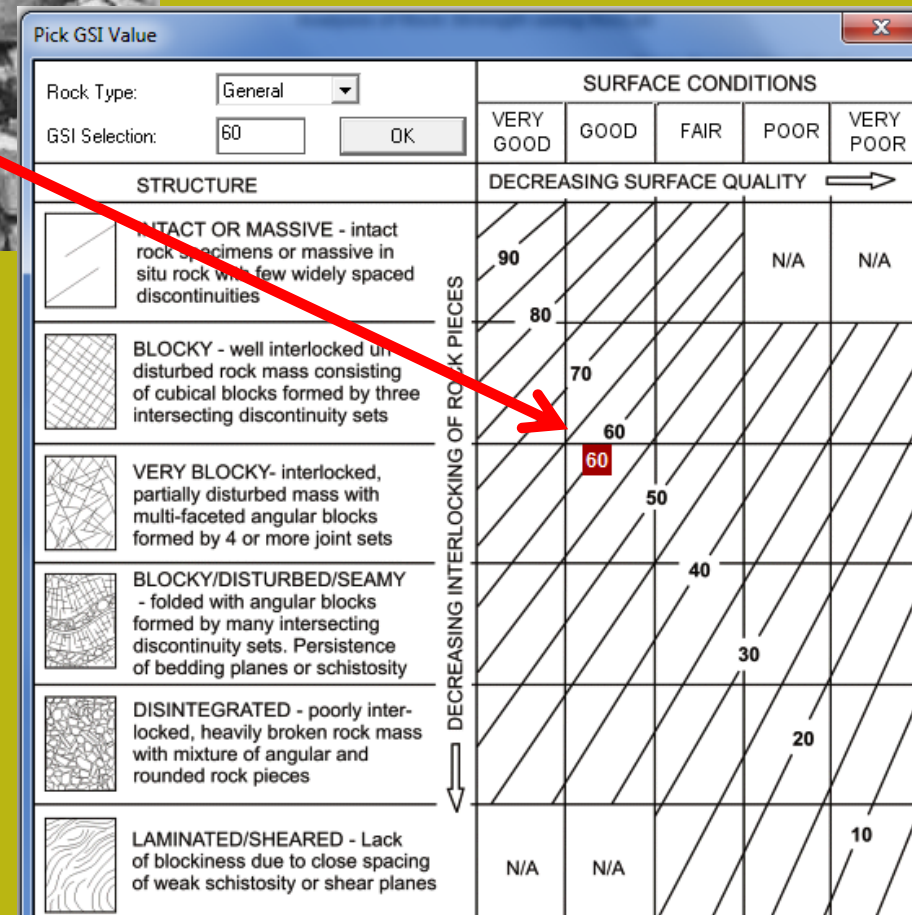 Pick GSI Value
x
Rock Type:
General
GSI Selection:
60
OK
SURFACE CONDITIONS
VERY
GOOD
GOOD
FAIR
POOR
VERY
POOR
STRUCTURE
DECREASING SURFACE QUALITY
INTACT OR MASSIVE - intact
rock specimens or massive in
situ rock with few widely spaced
discontinuities
BLOCKY - well interlocked un-
disturbed rock mass consisting
of cubical blocks formed by three
intersecting discontinuity sets
VERY BLOCKY- interlocked,
partially disturbed mass with
multi-faceted angular blocks
formed by 4 or more joint sets
BLOCKY/DISTURBED/SEAMY
- folded with angular blocks
formed by many intersecting
discontinuity sets. Persistence
of bedding planes or schistosity
DISINTEGRATED - poorly inter-
locked, heavily broken rock mass
with mixture of angular and
rounded rock pieces
LAMINATED/SHEARED - Lack
of blockiness due to close spacing
of weak schistosity or shear planes
DECREASING INTERLOCKING OF ROCK PIECES
90
N/A
N/A
80
70
60
60
50
40
30
20
10
N/A
N/A